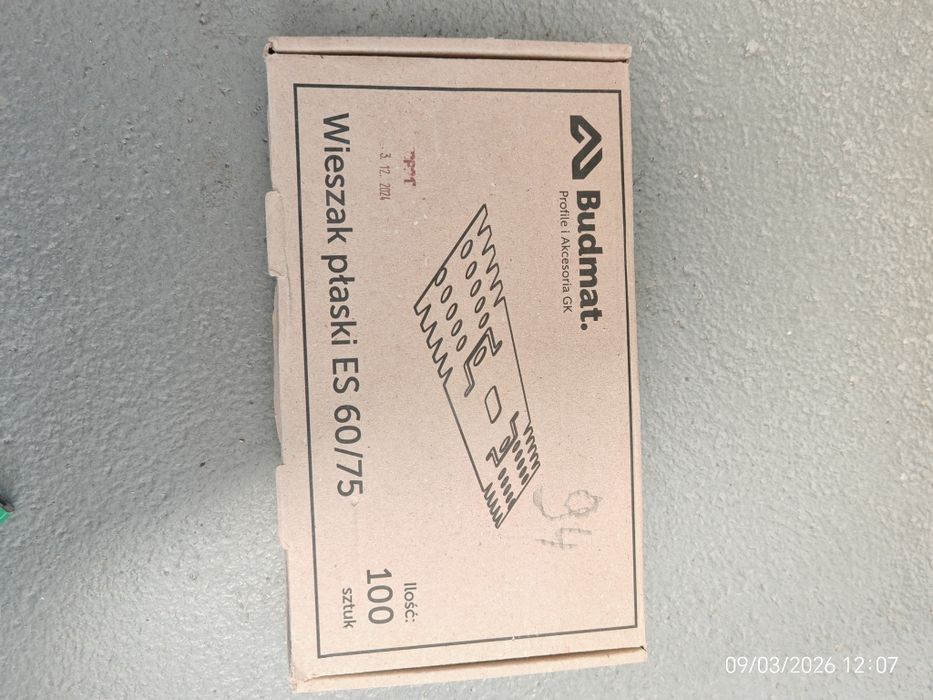 Budmat.
Profile i Akcesoria GK
3. 12. 2024
94
Wieszak płaski ES 60/75
Ilość:
100
sztuk
09/03/2026 12:07